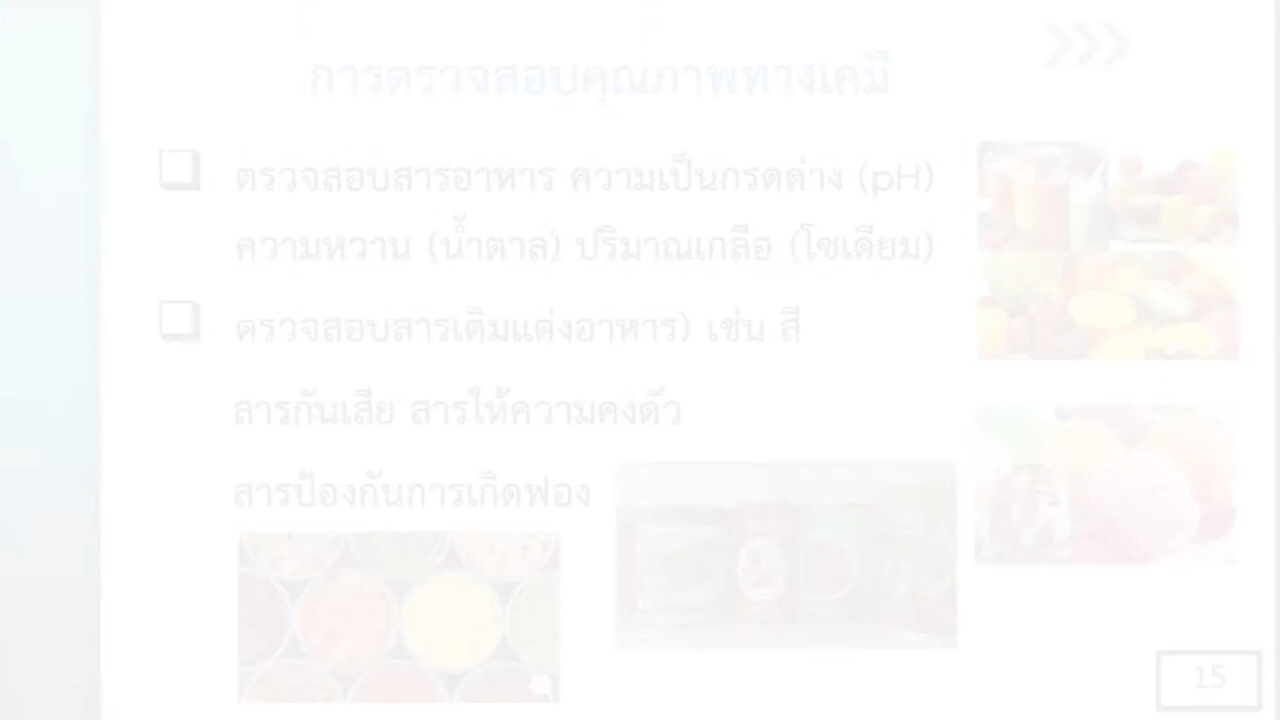 การตรวจสอบคุณภาพทางเคมี
ตรวจสอบสารอาหาร ความเป็นกรดด่าง (pH)
ความหวาน (น้ำตาล) ปริมาณเกลือ (โซเดียม)
ตรวจสอบสารเติมแต่งอาหาร) เช่น สี
สารกันเสีย สารให้ความคงตัว
สารป้องกันการเกิดฟอง
15